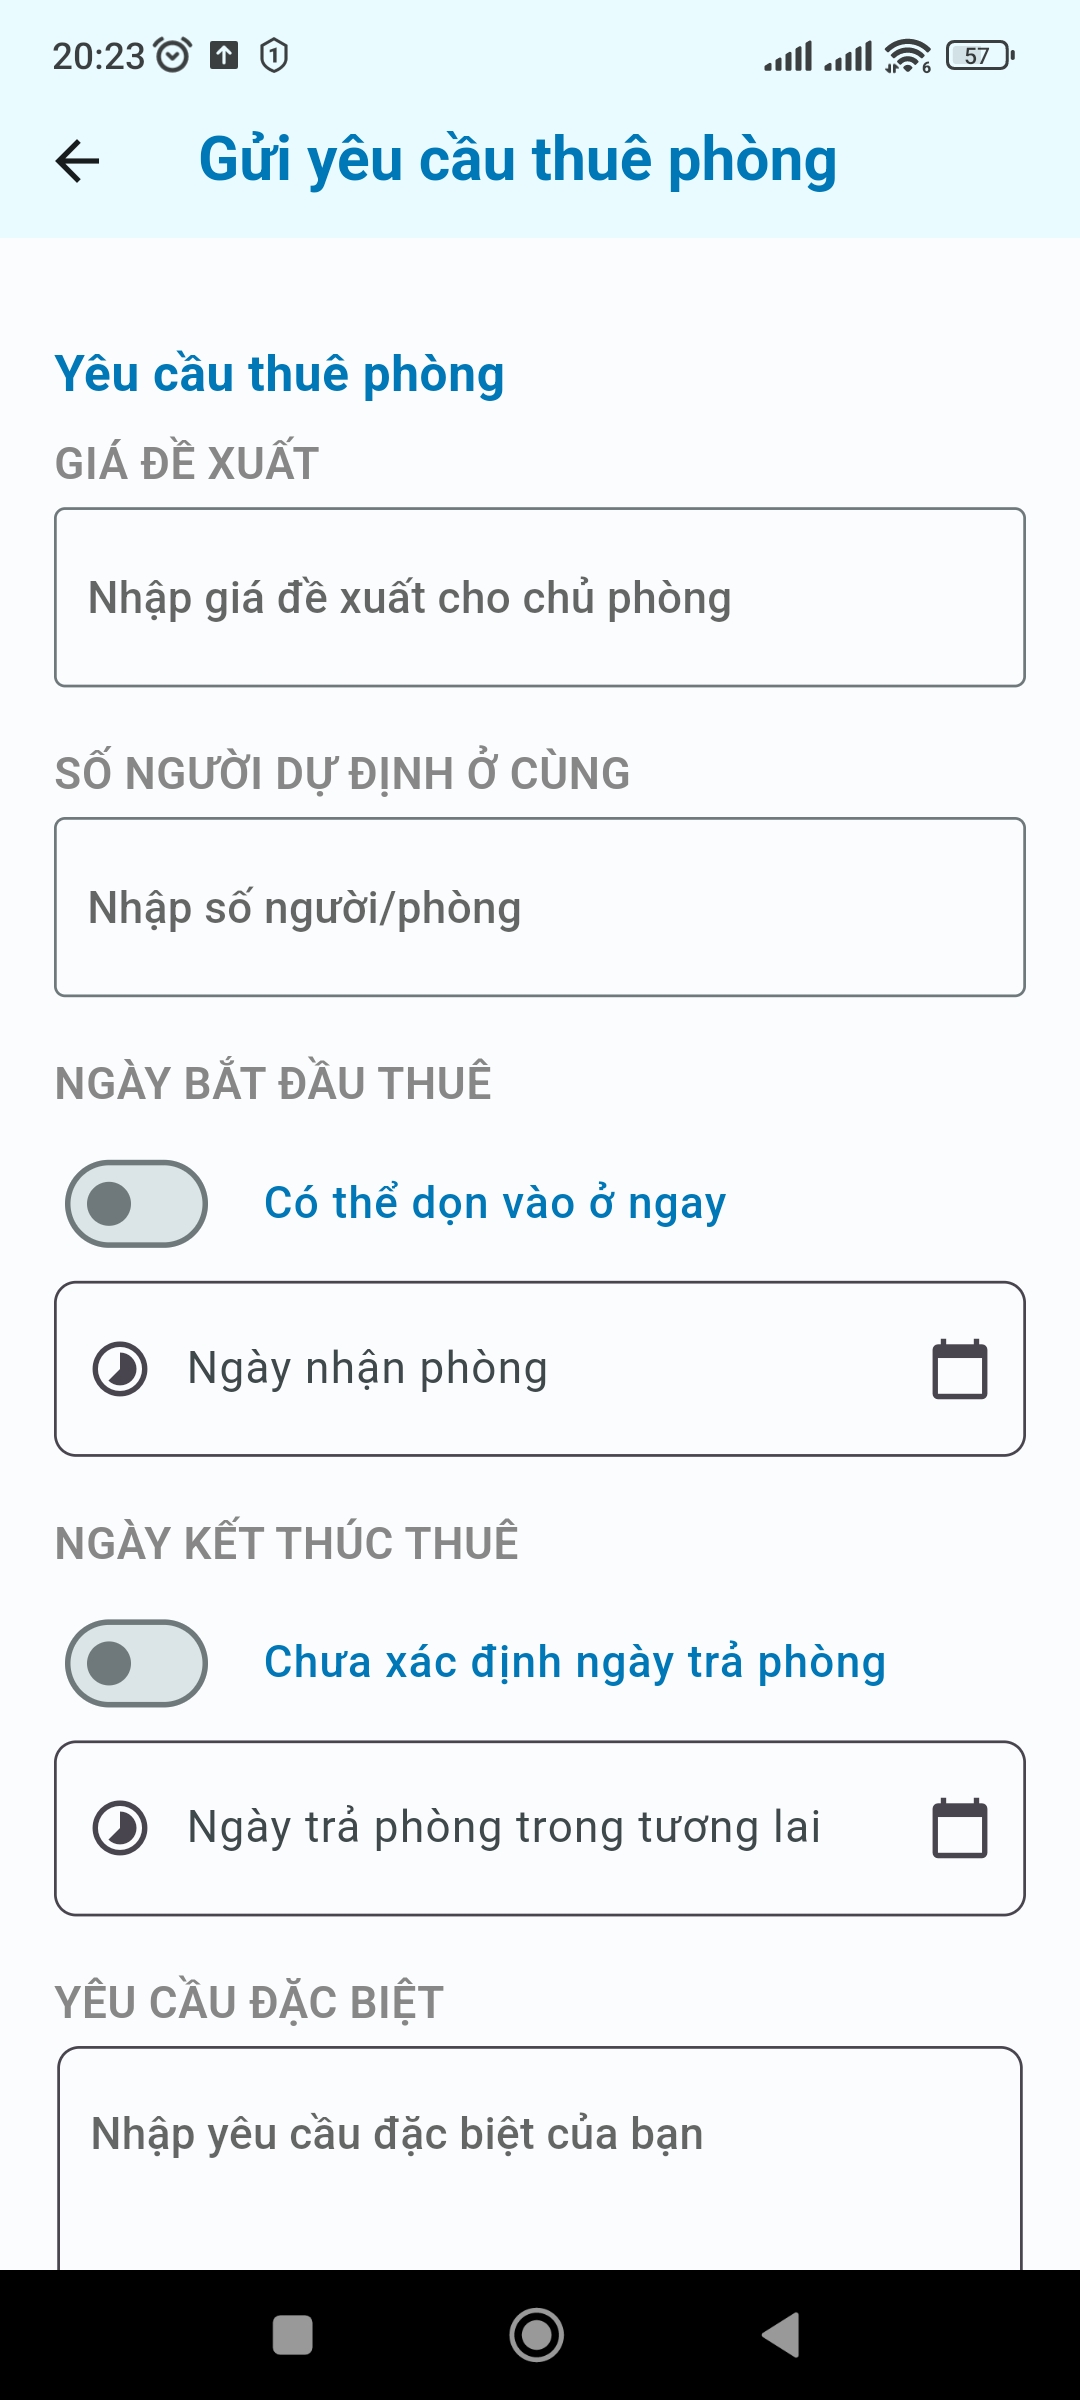 20:23
57
Gửi yêu cầu thuê phòng
Yêu cầu thuê phòng
GIÁ ĐỀ XUẤT
Nhập giá đề xuất cho chủ phòng
SỐ NGƯỜI DỰ ĐỊNH Ở CÙNG
Nhập số người/phòng
NGÀY BẮT ĐẦU THUÊ
Có thể dọn vào ở ngay
Ngày nhận phòng
NGÀY KẾT THÚC THUÊ
Chưa xác định ngày trả phòng
Ngày trả phòng trong tương lai
YÊU CẦU ĐẶC BIỆT
Nhập yêu cầu đặc biệt của bạn